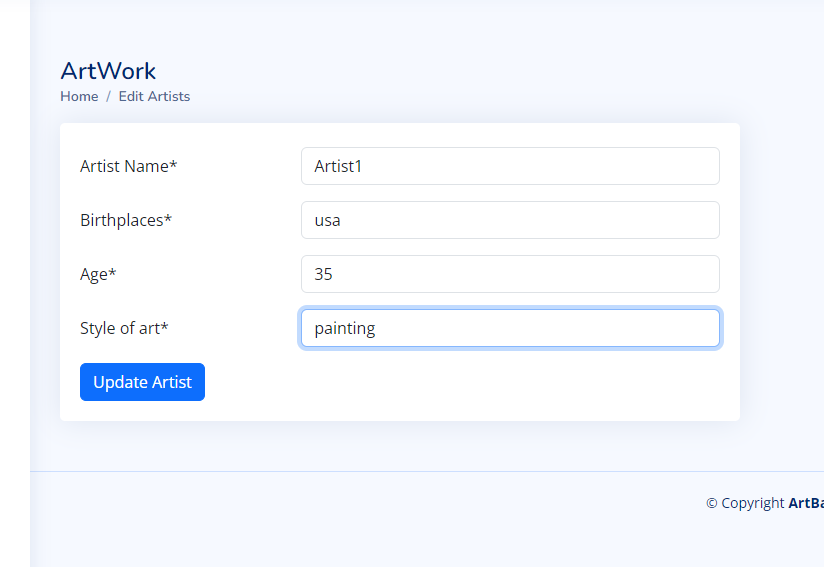 ArtWork
Home / Edit Artists
Artist Name* Artist1
Birthplaces* usa
Age* 35
Style of art* painting
Update Artist
© Copyright